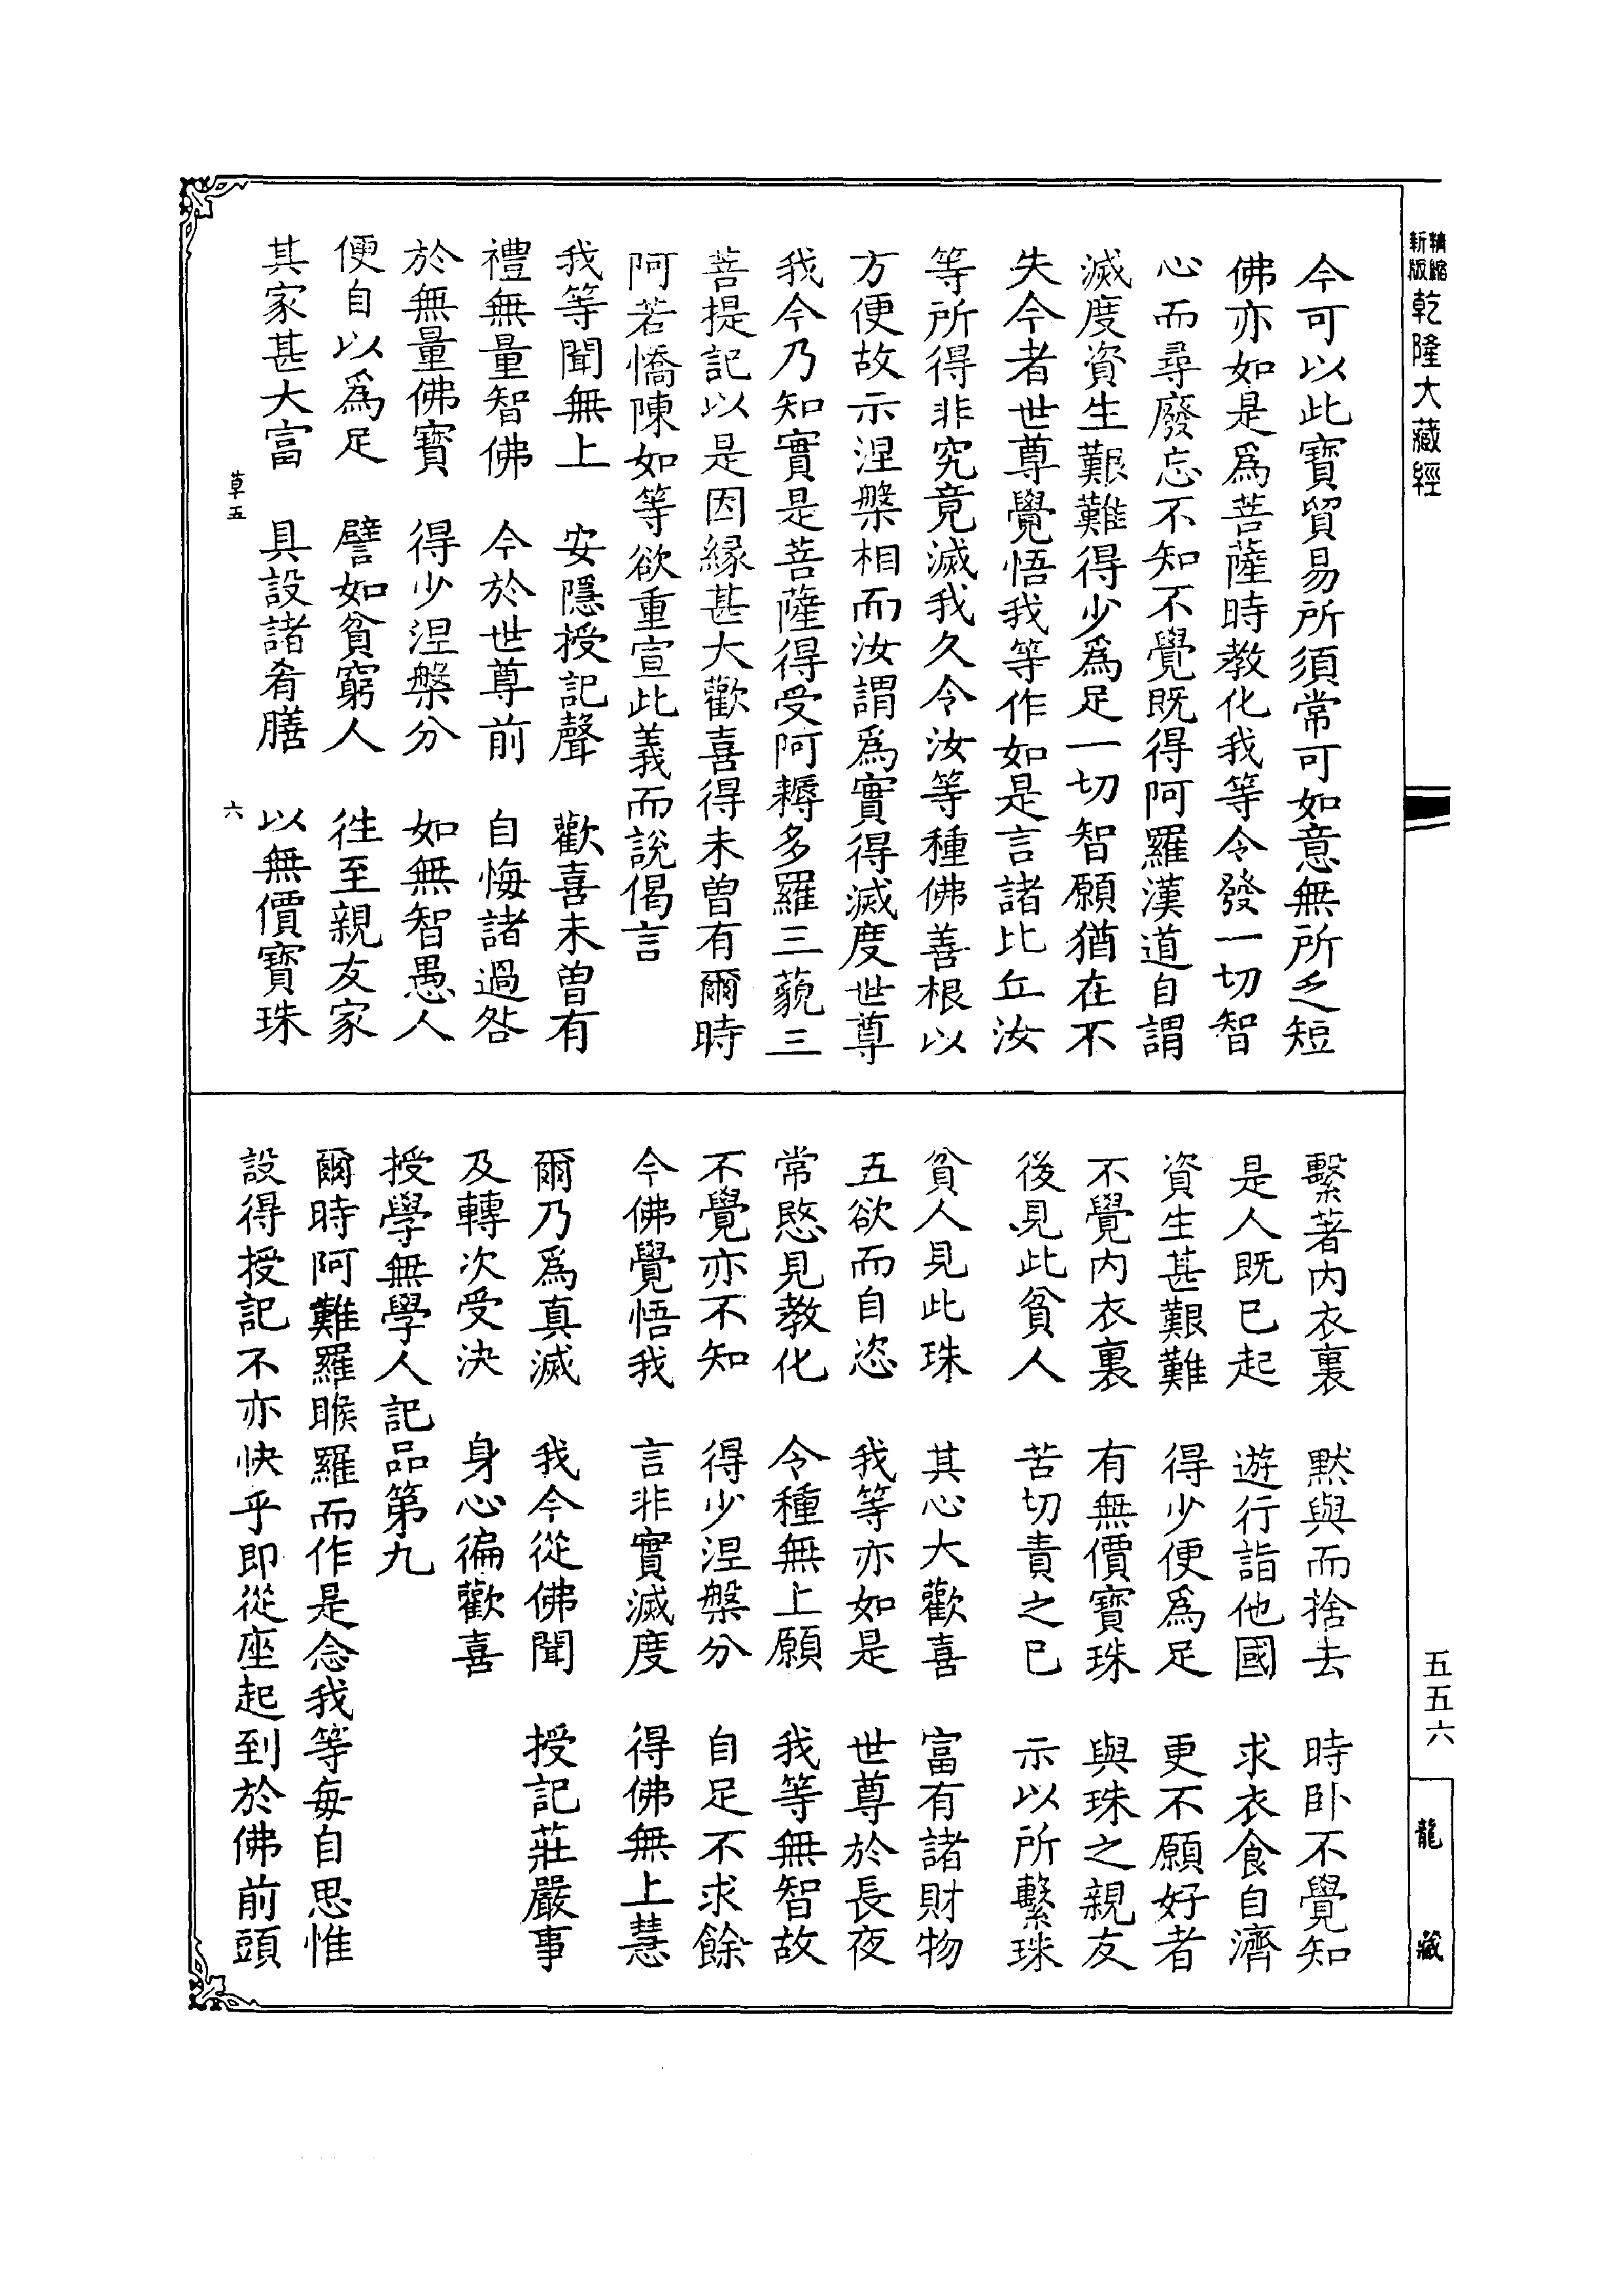 精縮新版乾隆大藏經
今可以此寶貿易所須常可如意無所乏短
佛亦如是爲菩薩時教化我等令發一切智
心而尋廢忘不知不覺既得阿羅漢道自謂
滅度資生艱難得少爲足一切智願猶在不
失今者世尊覺悟我等作如是言諸比丘汝
等所得非究竟滅我久令汝等種佛善根以
方便故示涅槃相而汝謂爲實得滅度世尊
我今乃知實是菩薩得受阿耨多羅三藐三
菩提記以是因緣甚大歡喜得未曾有爾時
阿若憍陳如等欲重宣此義而說偈言
我等聞無上　安隱授記聲　歡喜未曾有
禮無量智佛　今於世尊前　自悔諸過咎
於無量佛寶　得少涅槃分　如無智愚人
便自以爲足　譬如貧窮人　往至親友家
其家甚大富　具設諸肴膳　以無價寶珠
草五　六
繫著內衣裏　默與而捨去　時臥不覺知
是人既已起　遊行詣他國　求衣食自濟
資生甚艱難　得少便爲足　更不願好者
不覺內衣裏　有無價寶珠　與珠之親友
後見此貧人　苦切責之已　示以所繫珠
貧人見此珠　其心大歡喜　富有諸財物
五欲而自恣　我等亦如是　世尊於長夜
常愍見教化　令種無上願　我等無智故
不覺亦不知　得少涅槃分　自足不求餘
今佛覺悟我　言非實滅度　得佛無上慧
爾乃爲真滅　我今從佛聞　授記莊嚴事
及轉次受決　身心徧歡喜
授學無學人記品第九
爾時阿難羅睺羅而作是念我等每自思惟
設得授記不亦快乎即從座起到於佛前頭
五五六
龍藏